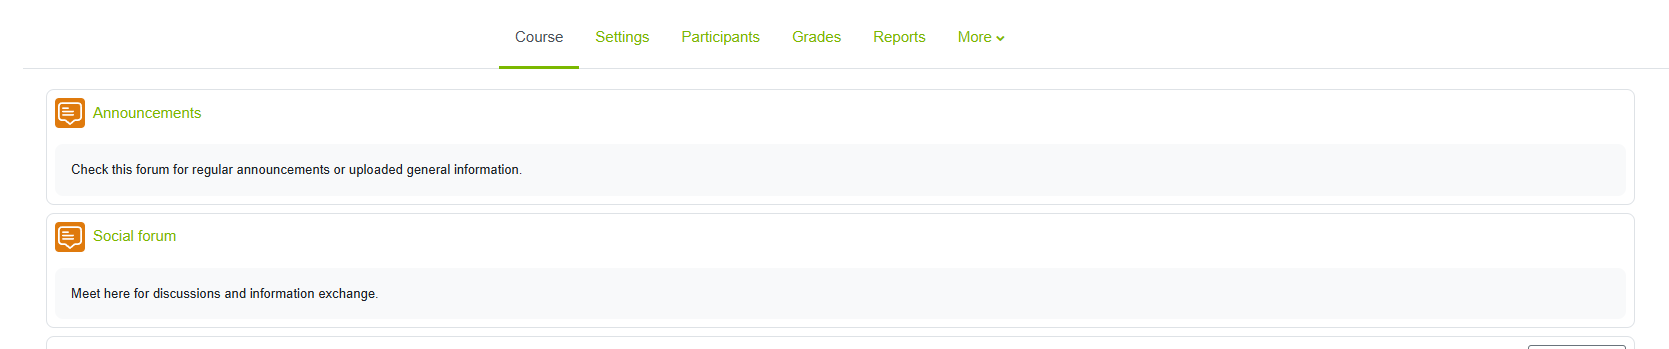 Course Settings Participants Grades Reports More
Announcements
Check this forum for regular announcements or uploaded general information.
Social forum
Meet here for discussions and information exchange.